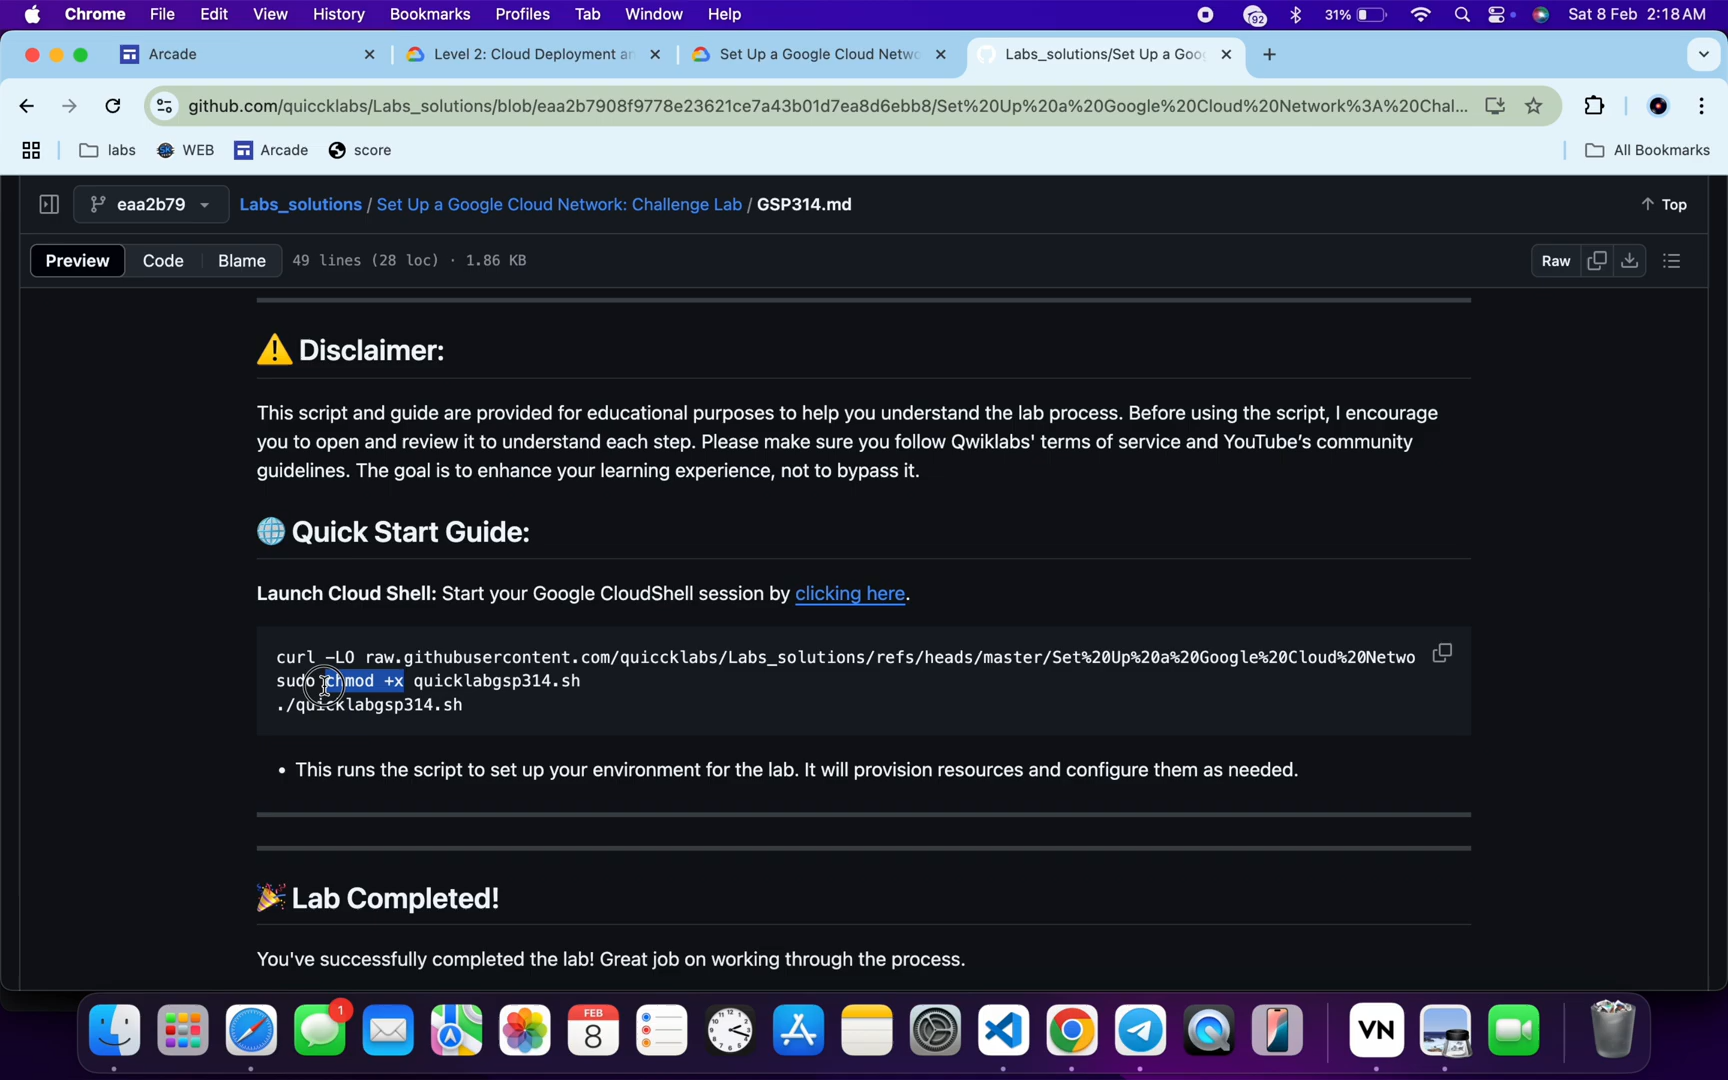 Chrome File Edit View History Bookmarks Profiles Tab Window Help 92 31% Sat 8 Feb 2:18 AM
Arcade Level 2: Cloud Deployment an Set Up a Google Cloud Netwo Labs_solutions/Set Up a Goog
github.com/quiccklabs/Labs_solutions/blob/eaa2b7908f9778e23621ce7a43b01d7ea8d6ebb8/Set%20Up%20a%20Google%20Cloud%20Network%3A%20Chal...
labs WEB Arcade score All Bookmarks
eaa2b79 Labs_solutions / Set Up a Google Cloud Network: Challenge Lab / GSP314.md Top
Preview Code Blame 49 lines (28 loc) · 1.86 KB Raw
⚠️ Disclaimer:
This script and guide are provided for educational purposes to help you understand the lab process. Before using the script, I encourage
you to open and review it to understand each step. Please make sure you follow Qwiklabs' terms of service and YouTube's community
guidelines. The goal is to enhance your learning experience, not to bypass it.
🌐 Quick Start Guide:
Launch Cloud Shell: Start your Google CloudShell session by clicking here.
curl -LO raw.githubusercontent.com/quiccklabs/Labs_solutions/refs/heads/master/Set%20Up%20a%20Google%20Cloud%20Netwo
sudo chmod +x quicklabgsp314.sh
./quicklabgsp314.sh
• This runs the script to set up your environment for the lab. It will provision resources and configure them as needed.
🎉 Lab Completed!
You've successfully completed the lab! Great job on working through the process.
1 FEB 8 VN